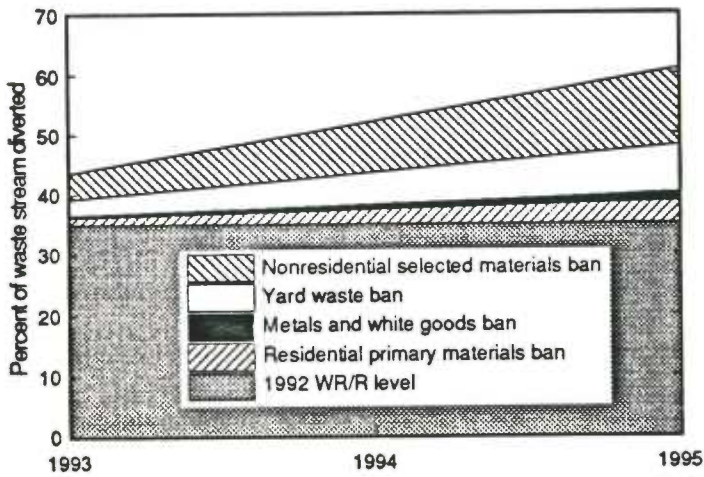 Percent of waste stream diverted
70
60
50
40
30
20
10
0
Nonresidential selected materials ban
Yard waste ban
Metals and white goods ban
Residential primary materials ban
1992 WR/R level
1993
1994
1995